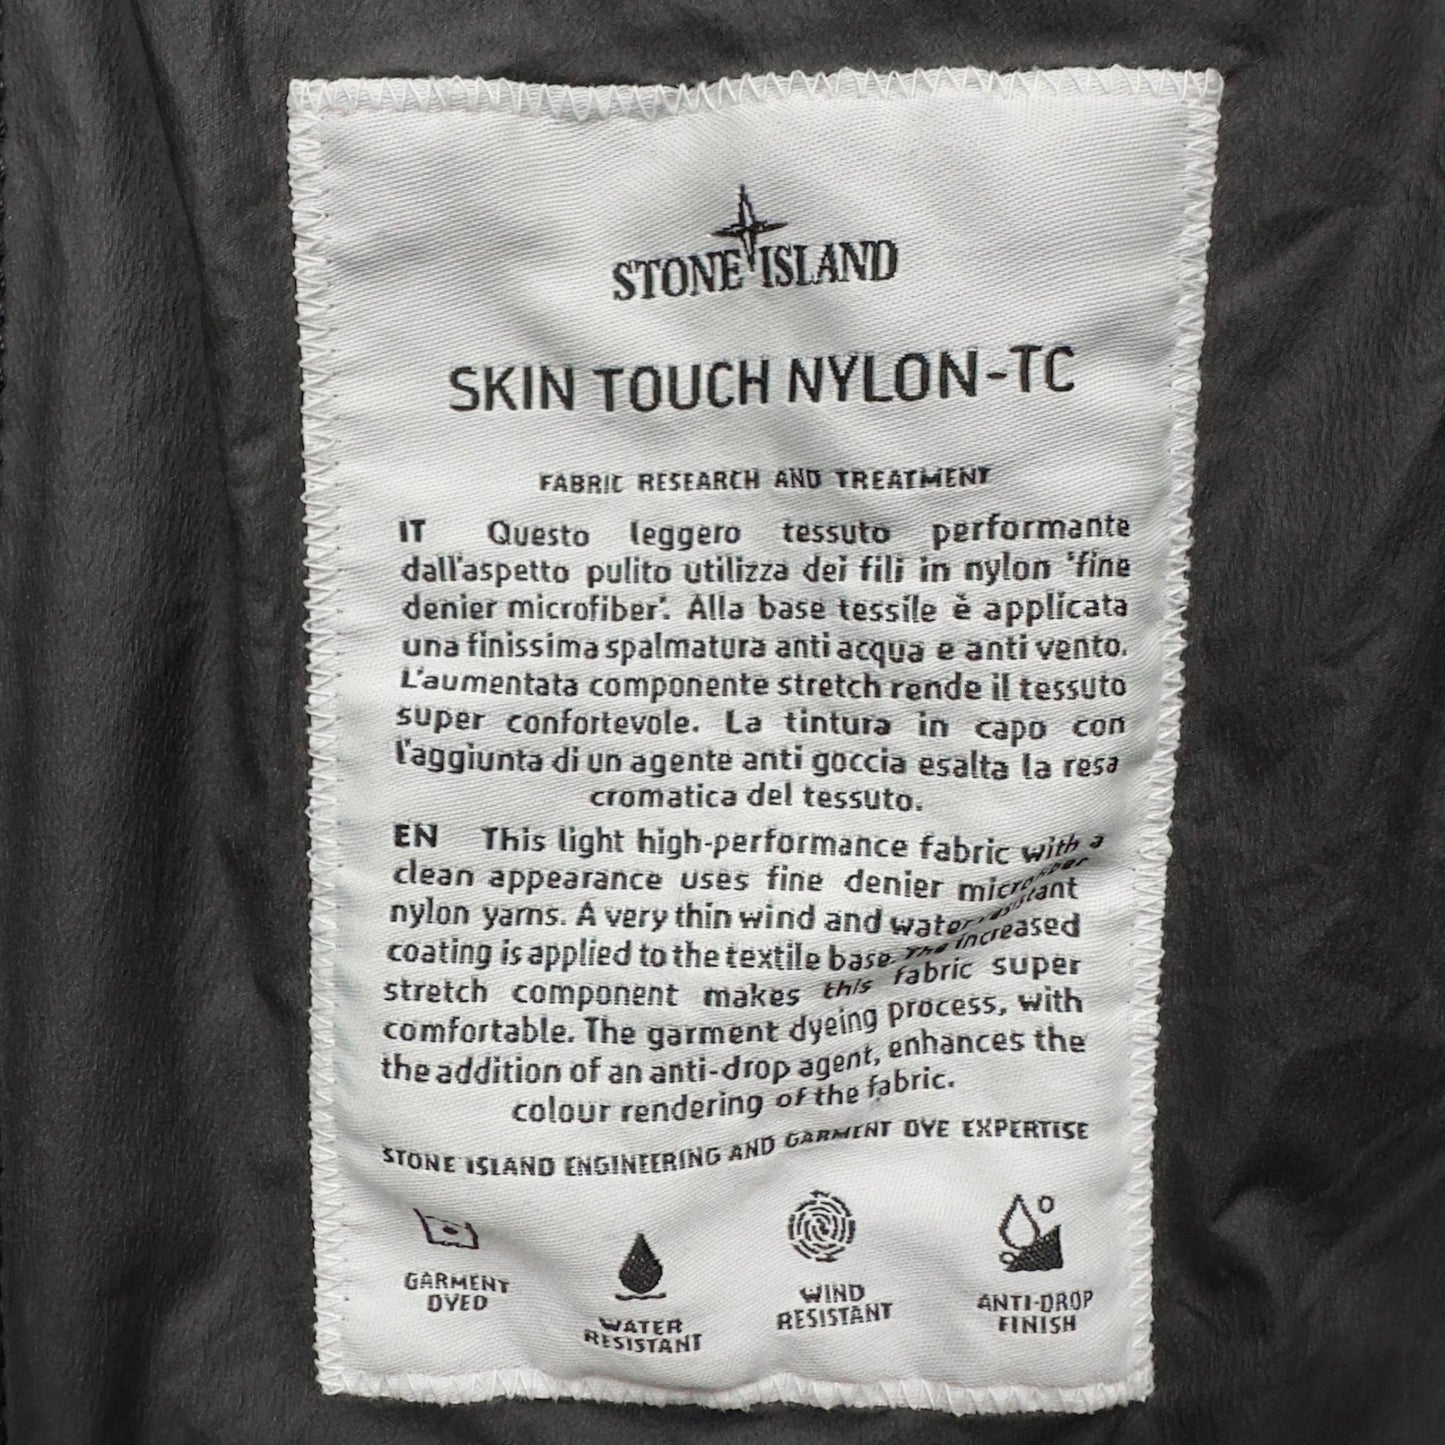 STONE ISLAND
SKIN TOUCH NYLON-TC
FABRIC RESEARCH AND TREATMENT
IT Questo leggero tessuto performante
dall'aspetto pulito utilizza dei fili in nylon 'fine
denier microfiber'. Alla base tessile è applicata
una finissima spalmatura anti acqua e anti vento.
L'aumentata componente stretch rende il tessuto
super confortevole. La tintura in capo con
l'aggiunta di un agente anti goccia esalta la resa
cromatica del tessuto.
EN This light high-performance fabric with a
clean appearance uses fine denier microfiber
nylon yarns. A very thin wind and water resistant
coating is applied to the textile base. The increased
stretch component makes this fabric super
comfortable. The garment dyeing process, with
the addition of an anti-drop agent, enhances the
colour rendering of the fabric.
STONE ISLAND ENGINEERING AND GARMENT DYE EXPERTISE
GARMENT
DYED
WATER
RESISTANT
WIND
RESISTANT
ANTI-DROP
FINISH